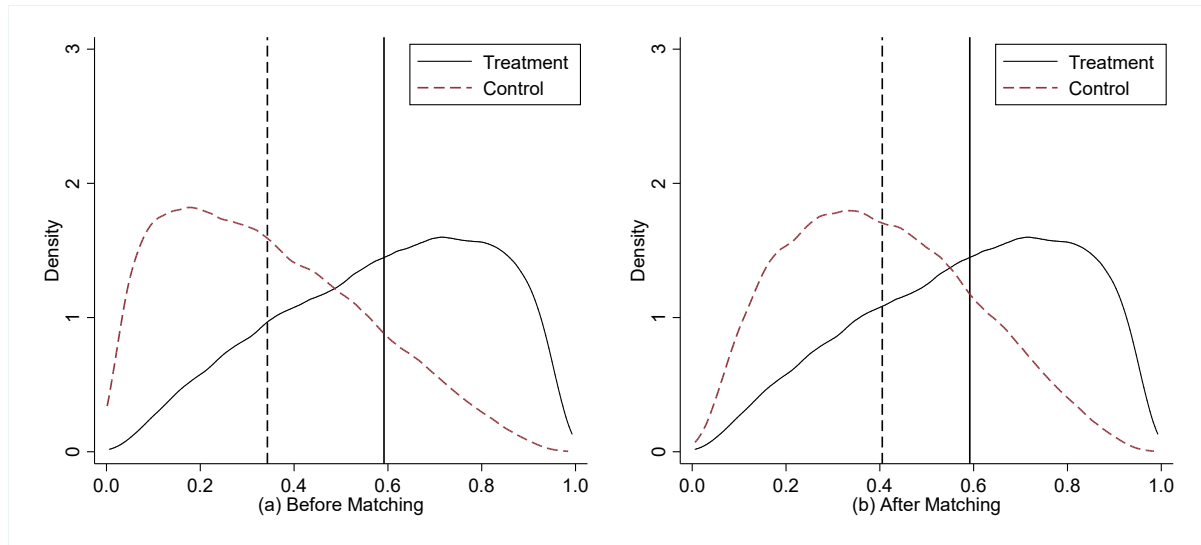 Treatment
Control
Density
3
2
1
0
0.0 0.2 0.4 0.6 0.8 1.0
(a) Before Matching
Treatment
Control
Density
3
2
1
0
0.0 0.2 0.4 0.6 0.8 1.0
(b) After Matching